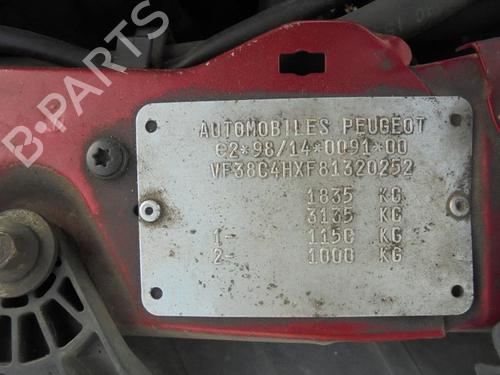 AUTOMOBILES PEUGEOT
e2*98/14*0091*00
VF38C4HXF81320252
1835 KG
3135 KG
1- 1150 KG
2- 1000 KG
B-PARTS